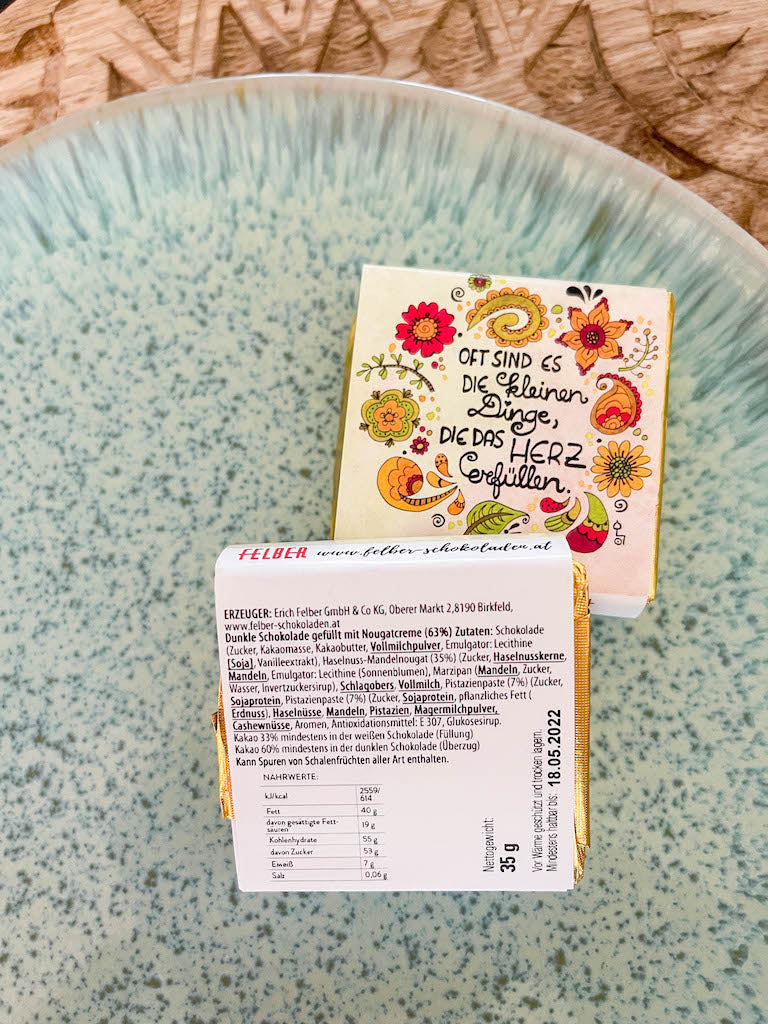 OFT SIND ES
DIE kleinen
Dinge,
DIE DAS HERZ
erfüllen.
FELBER www.felber-schokoladen.at
ERZEUGER: Erich Felber GmbH & Co KG, Oberer Markt 2,8190 Birkfeld,
www.felber-schokoladen.at
Dunkle Schokolade gefüllt mit Nougatcreme (63%) Zutaten: Schokolade
(Zucker, Kakaomasse, Kakaobutter, Vollmilchpulver, Emulgator: Lecithine
[Soja], Vanilleextrakt), Haselnuss-Mandelnougat (35%) (Zucker, Haselnusskerne,
Mandeln, Emulgator: Lecithine (Sonnenblumen), Marzipan (Mandeln, Zucker,
Wasser, Invertzuckersirup), Schlagobers, Vollmilch, Pistazienpaste (7%) (Zucker,
Sojaprotein, Pistazienpaste (7%) (Zucker, Sojaprotein, pflanzliches Fett (
Erdnuss), Haselnüsse, Mandeln, Pistazien, Magermilchpulver,
Cashewnüsse, Aromen, Antioxidationsmittel: E 307, Glukosesirup.
Kakao 33% mindestens in der weißen Schokolade (Füllung)
Kakao 60% mindestens in der dunklen Schokolade (Überzug)
Kann Spuren von Schalenfrüchten aller Art enthalten.
NÄHRWERTE:
kJ/kcal 2559/
614
Fett 40 g
davon gesättigte Fett-
säuren 19 g
Kohlenhydrate 55 g
davon Zucker 53 g
Eiweiß 7 g
Salz 0,06 g
Nettogewicht:
35 g
Vor Wärme geschützt und trocken lagern.
Mindestens haltbar bis: 18.05.2022